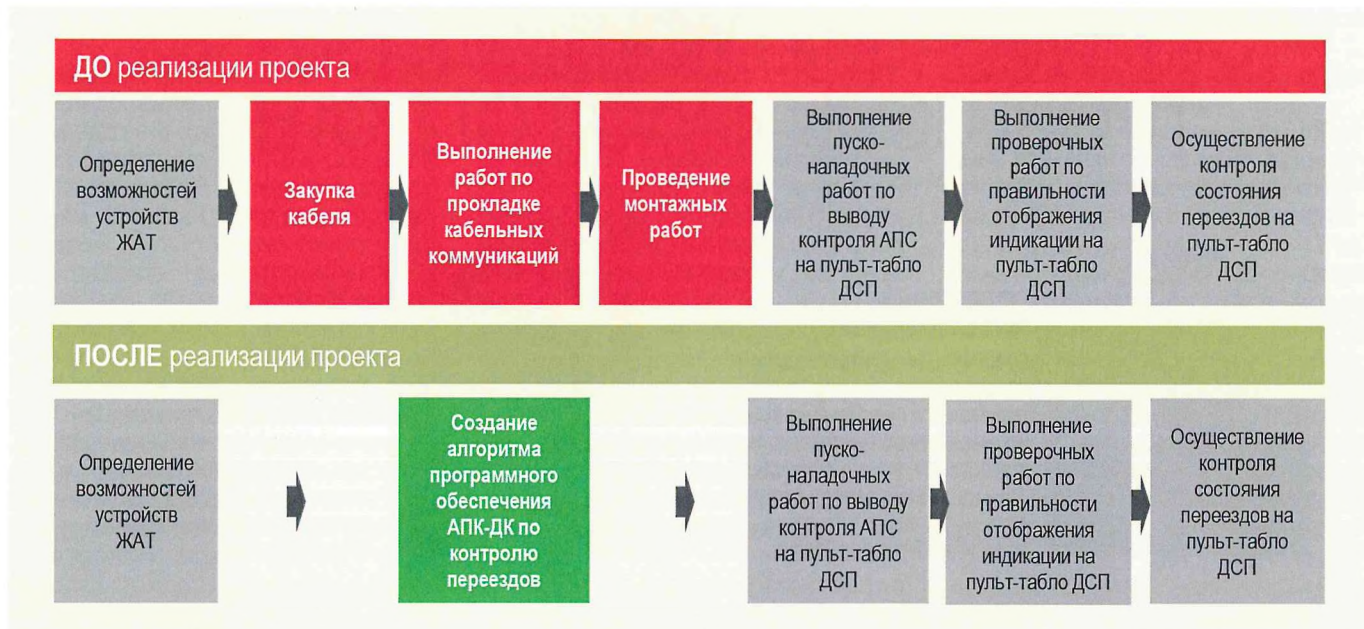 ДО реализации проекта
Определение
возможностей
устройств
ЖАТ
Закупка
кабеля
Выполнение
работ по
прокладке
кабельных
коммуникаций
Проведение
монтажных
работ
Выполнение
пуско-
наладочных
работ по
выводу
контроля АПС
на пульт-табло
ДСП
Выполнение
проверочных
работ по
правильности
отображения
индикации на
пульт-табло
ДСП
Осуществление
контроля
состояния
переездов на
пульт-табло
ДСП
ПОСЛЕ реализации проекта
Определение
возможностей
устройств
ЖАТ
Создание
алгоритма
программного
обеспечения
АПК-ДК по
контролю
переездов
Выполнение
пуско-
наладочных
работ по выводу
контроля АПС
на пульт-табло
ДСП
Выполнение
проверочных
работ по
правильности
отображения
индикации на
пульт-табло ДСП
Осуществление
контроля
состояния
переездов на
пульт-табло
ДСП